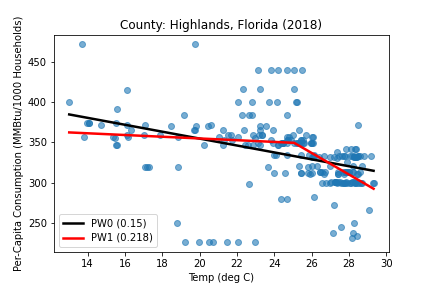 County: Highlands, Florida (2018)
Per-Capita Consumption (MMBtu/1000 Households)
450
400
350
300
250
PW0 (0.15)
PW1 (0.218)
14 16 18 20 22 24 26 28 30
Temp (deg C)